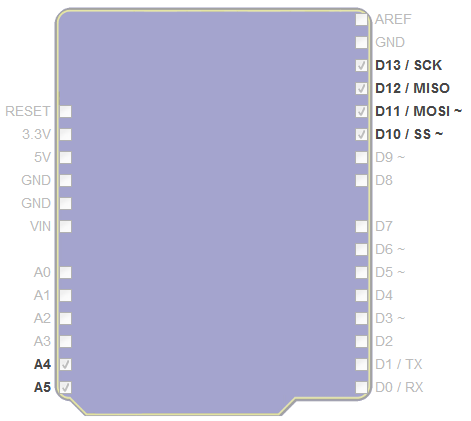 AREF
GND
D13 / SCK
D12 / MISO
RESET
D11 / MOSI ~
3.3V
D10 / SS ~
5V
D9 ~
GND
D8
GND
VIN
D7
D6 ~
A0
D5 ~
A1
D4
A2
D3 ~
A3
D2
A4
D1 / TX
A5
D0 / RX